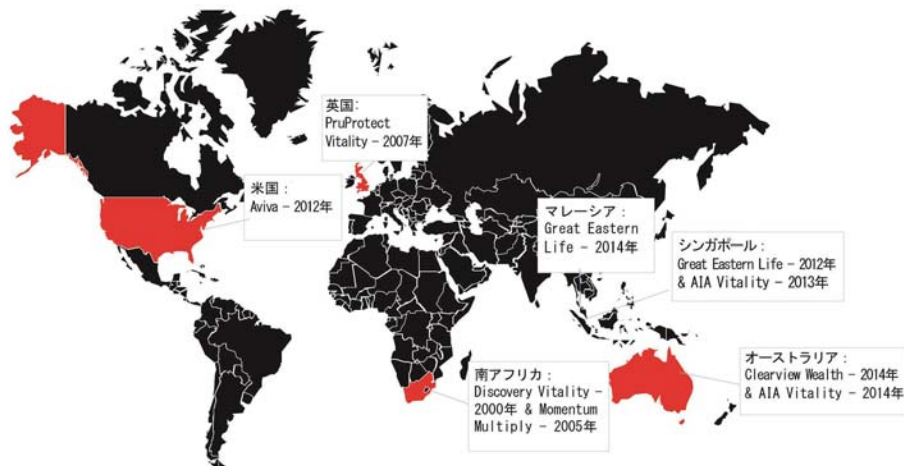 英国:
PruProtect
Vitality – 2007年
米国：
Aviva – 2012年
マレーシア：
Great Eastern
Life – 2014年
シンガポール：
Great Eastern Life – 2012年
& AIA Vitality – 2013年
南アフリカ：
Discovery Vitality –
2000年 & Momentum
Multiply – 2005年
オーストラリア：
Clearview Wealth – 2014年
& AIA Vitality – 2014年